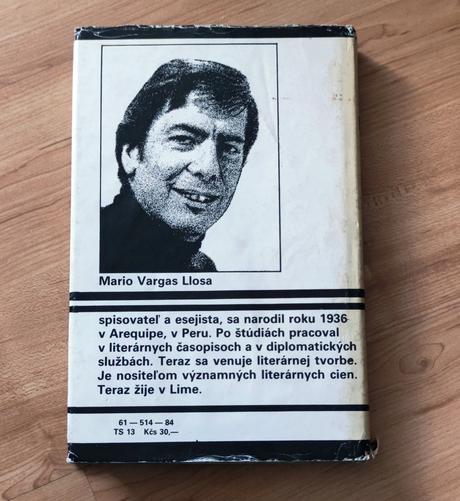 Mario Vargas Llosa
spisovateľ a esejista, sa narodil roku 1936
v Arequipe, v Peru. Po štúdiách pracoval
v literárnych časopisoch a v diplomatických
službách. Teraz sa venuje literárnej tvorbe.
Je nositeľom významných literárnych cien.
Teraz žije v Lime.
61 — 514 — 84
TS 13 Kčs 30,—